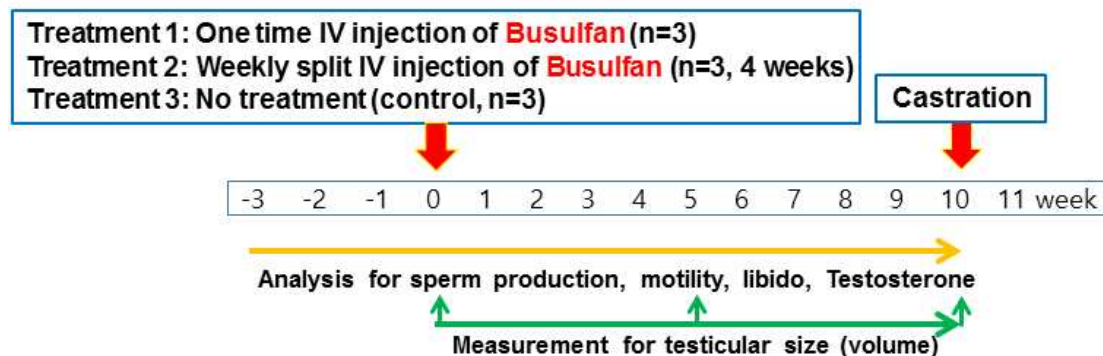 Treatment 1: One time IV injection of Busulfan (n=3)
Treatment 2: Weekly split IV injection of Busulfan (n=3, 4 weeks)
Treatment 3: No treatment (control, n=3)
Castration
-3 -2 -1 0 1 2 3 4 5 6 7 8 9 10 11 week
Analysis for sperm production, motility, libido, Testosterone
Measurement for testicular size (volume)